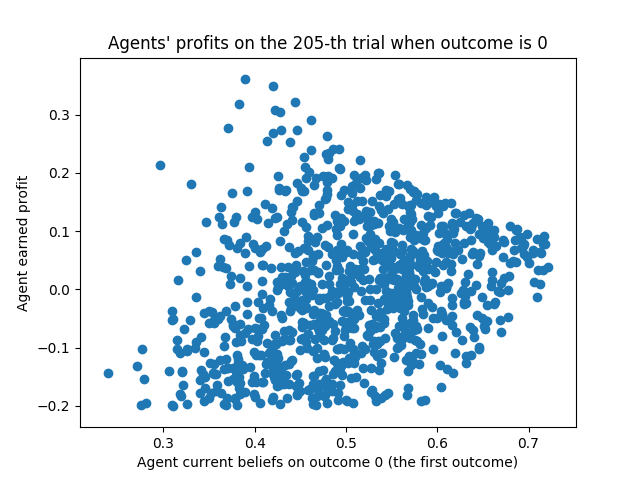 Agents' profits on the 205-th trial when outcome is 0
0.3
0.2
0.1
0.0
−0.1
−0.2
Agent earned profit
0.3 0.4 0.5 0.6 0.7
Agent current beliefs on outcome 0 (the first outcome)